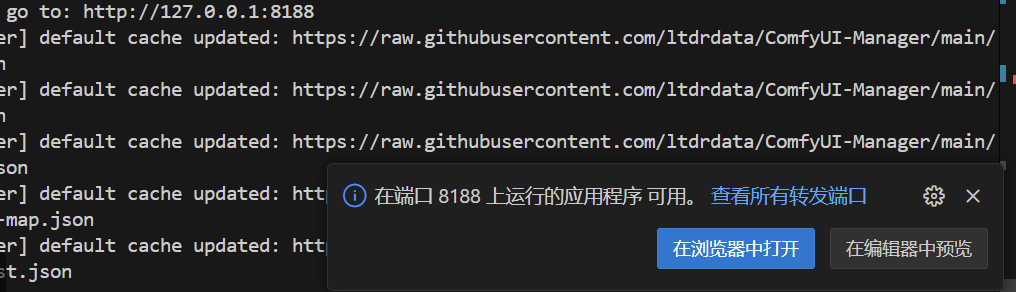 go to: http://127.0.0.1:8188
er] default cache updated: https://raw.githubusercontent.com/ltdrdata/ComfyUI-Manager/main/
n
er] default cache updated: https://raw.githubusercontent.com/ltdrdata/ComfyUI-Manager/main/
n
er] default cache updated: https://raw.githubusercontent.com/ltdrdata/ComfyUI-Manager/main/
son
er] default cache updated: htt
-map.json
er] default cache updated: htt
st.json
在端口 8188 上运行的应用程序 可用。 查看所有转发端口
在浏览器中打开 在编辑器中预览